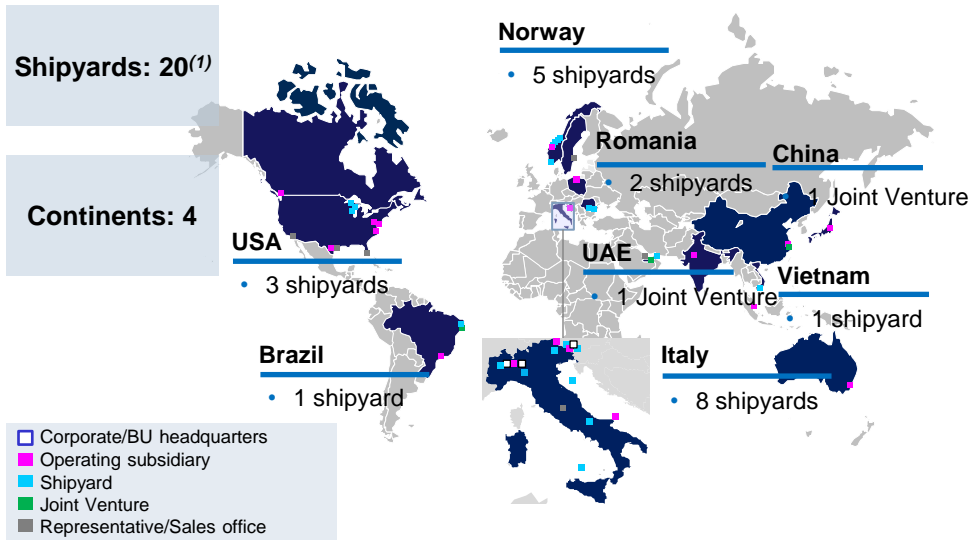 Shipyards: 20(1)
Continents: 4
Norway
• 5 shipyards
Romania
• 2 shipyards
China
• 1 Joint Venture
USA
• 3 shipyards
UAE
• 1 Joint Venture
Vietnam
• 1 shipyard
Brazil
• 1 shipyard
Italy
• 8 shipyards
Corporate/BU headquarters
Operating subsidiary
Shipyard
Joint Venture
Representative/Sales office